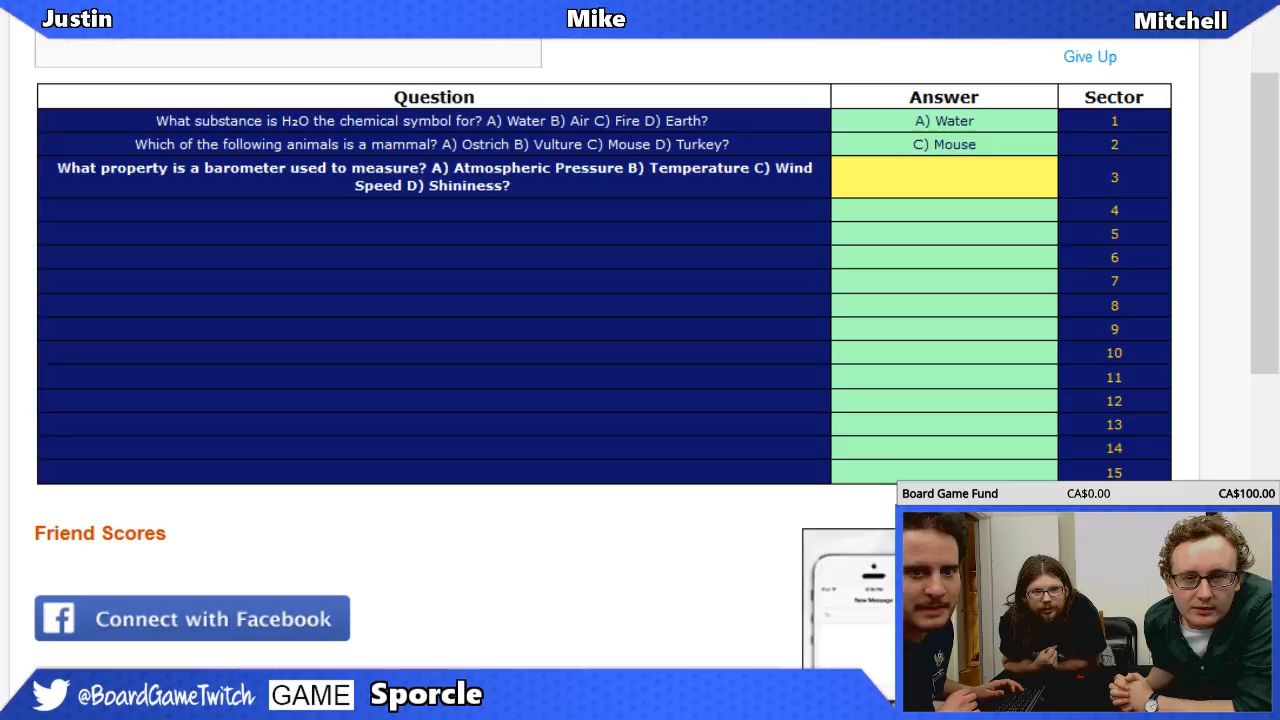 Justin Mike Mitchell
Give Up
Question Answer Sector
What substance is H₂O the chemical symbol for? A) Water B) Air C) Fire D) Earth? A) Water 1
Which of the following animals is a mammal? A) Ostrich B) Vulture C) Mouse D) Turkey? C) Mouse 2
What property is a barometer used to measure? A) Atmospheric Pressure B) Temperature C) Wind
Speed D) Shininess? 3
4
5
6
7
8
9
10
11
12
13
14
15
Board Game Fund CA$0.00 CA$100.00
Friend Scores
New Message
Connect with Facebook
@BoardGameTwitch GAME Sporcle